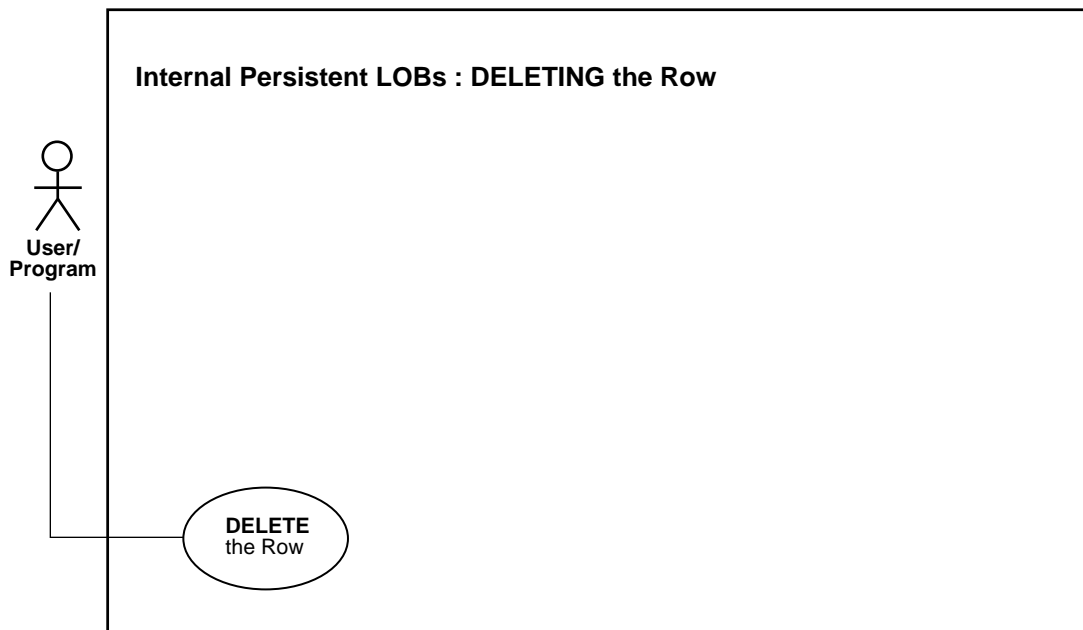 Internal Persistent LOBs : DELETING the Row
User/
Program
DELETE
the Row